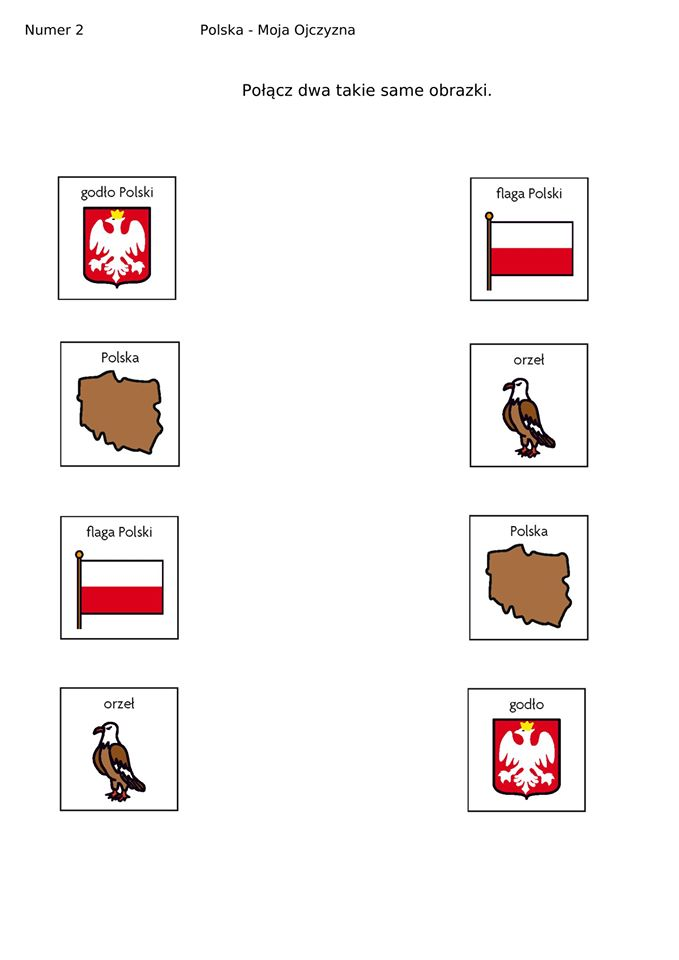 Numer 2
Polska - Moja Ojczyzna
Połącz dwa takie same obrazki.
godło Polski
flaga Polski
Polska
orzeł
flaga Polski
Polska
orzeł
godło